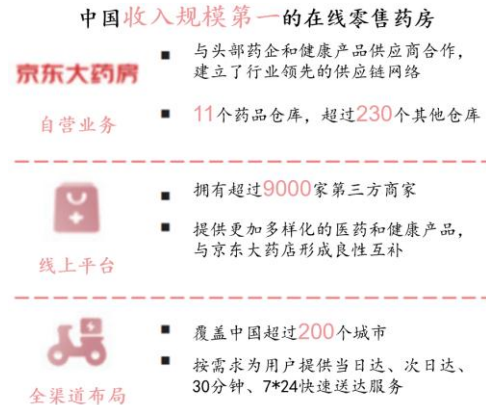 中国收入规模第一的在线零售药房
京东大药房
自营业务
■ 与头部药企和健康产品供应商合作，
建立了行业领先的供应链网络
■ 11个药品仓库，超过230个其他仓库
线上平台
■ 拥有超过9000家第三方商家
■ 提供更加多样化的医药和健康产品，
与京东大药店形成良性互补
全渠道布局
■ 覆盖中国超过200个城市
■ 按需求为用户提供当日达、次日达、
30分钟、7*24快速送达服务